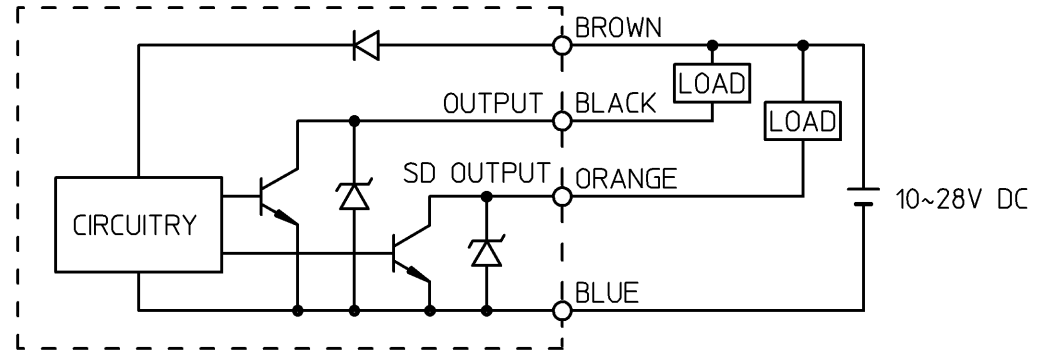 BROWN
OUTPUT BLACK
LOAD
LOAD
SD OUTPUT ORANGE
10~28V DC
CIRCUITRY
BLUE